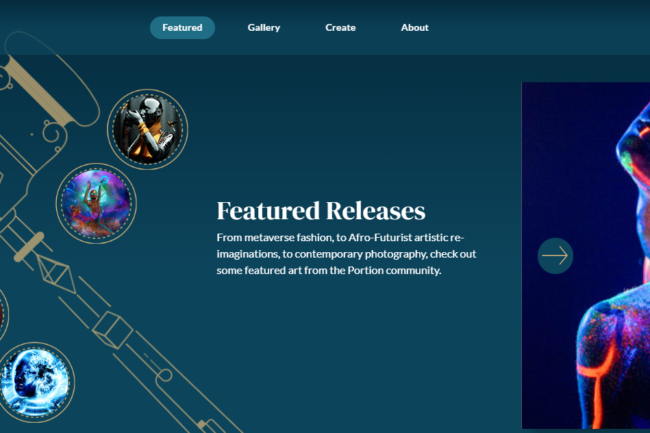 Featured Gallery Create About
Featured Releases
From metaverse fashion, to Afro-Futurist artistic re-
imaginations, to contemporary photography, check out
some featured art from the Portion community.